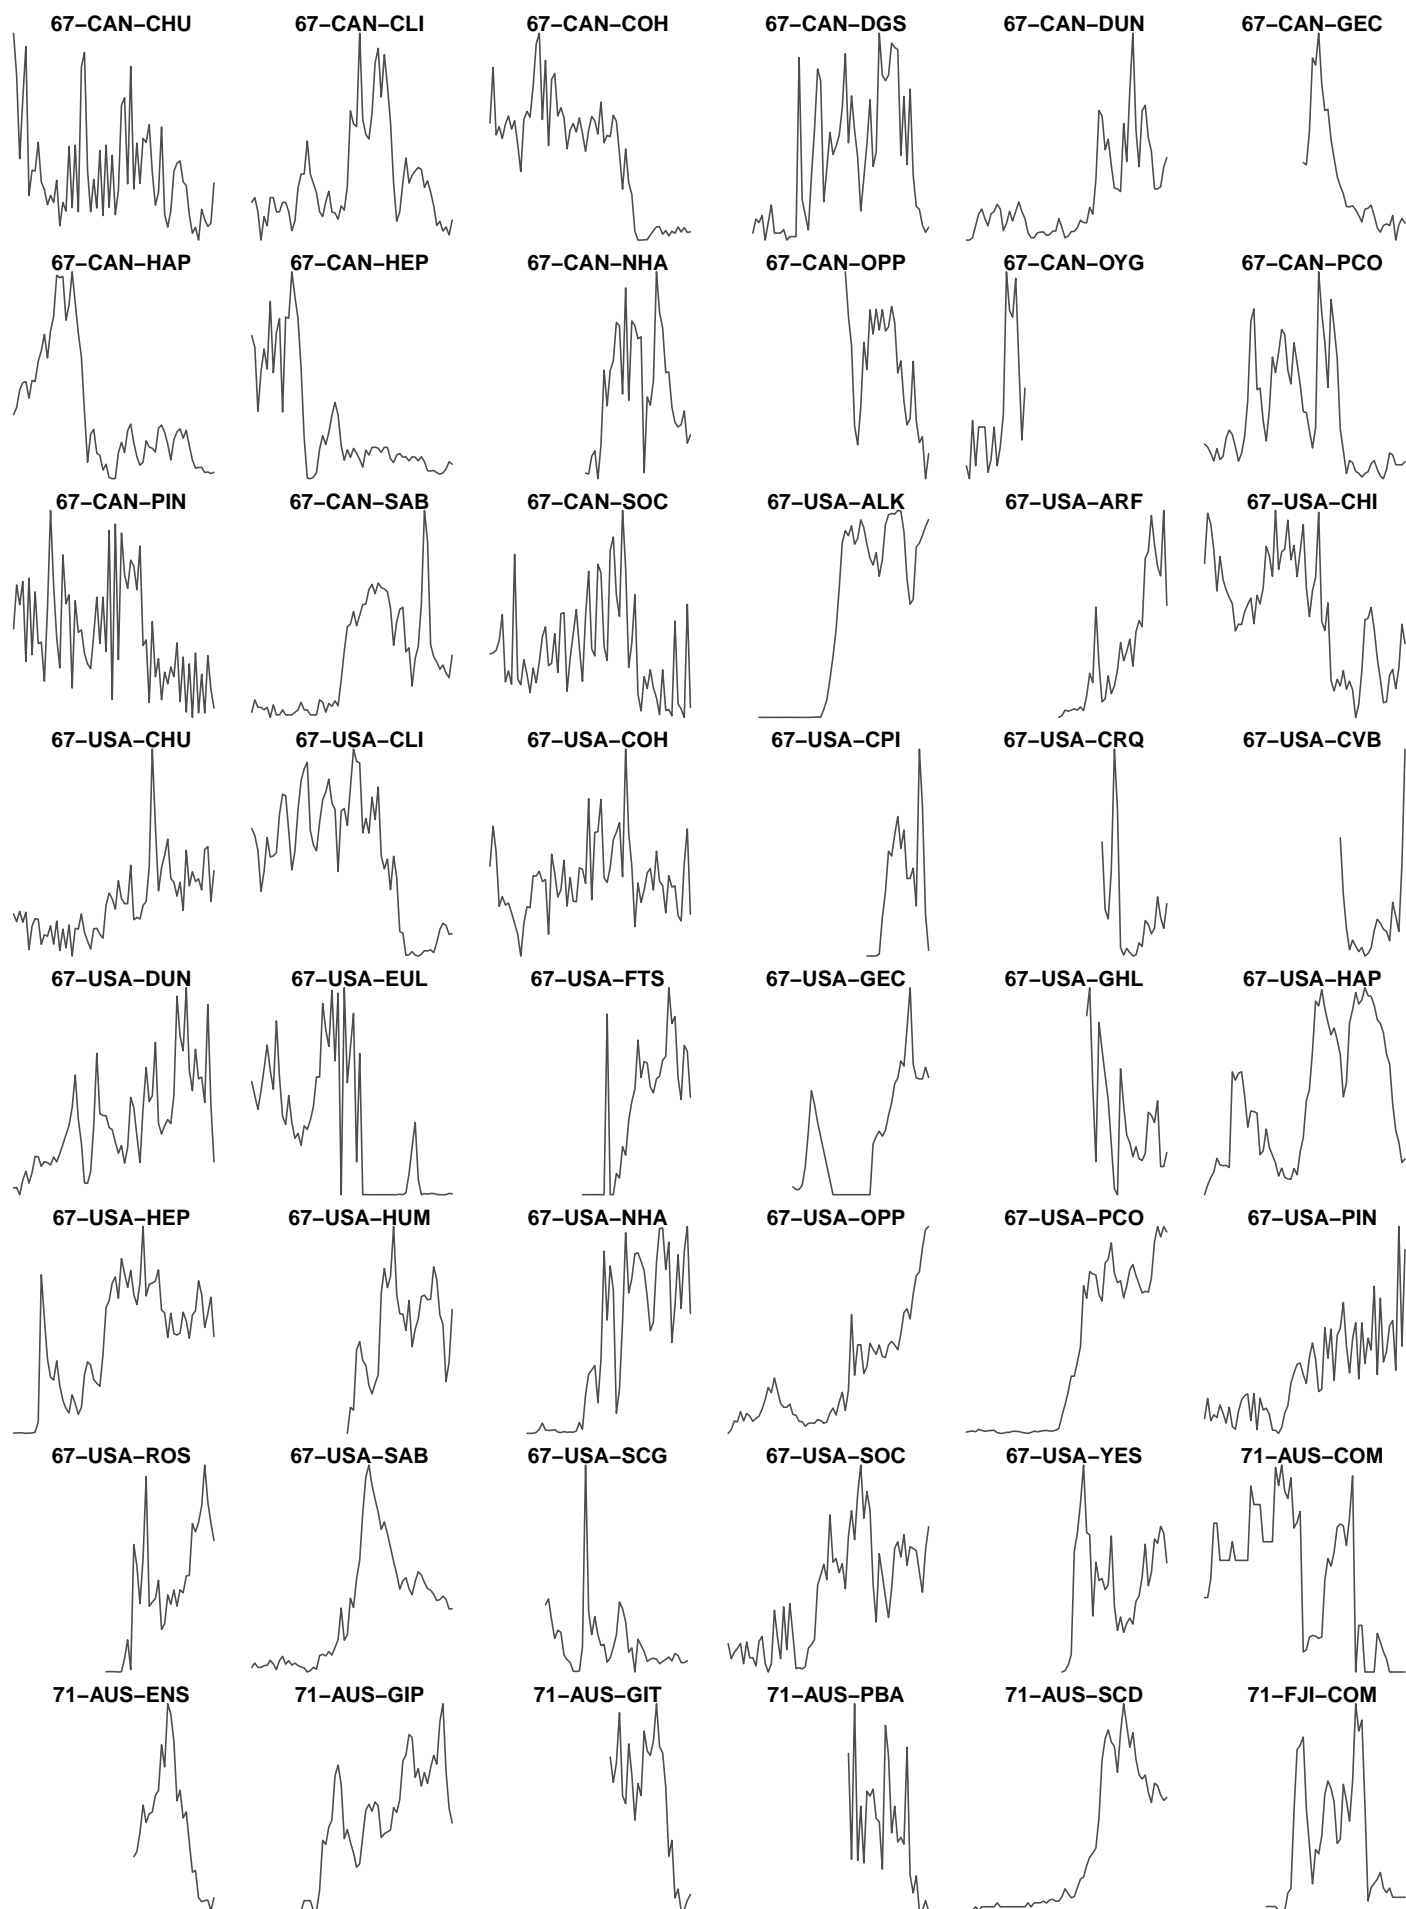 67–CAN–CHU 67–CAN–CLI 67–CAN–COH 67–CAN–DGS 67–CAN–DUN 67–CAN–GEC
67–CAN–HAP 67–CAN–HEP 67–CAN–NHA 67–CAN–OPP 67–CAN–OYG 67–CAN–PCO
67–CAN–PIN 67–CAN–SAB 67–CAN–SOC 67–USA–ALK 67–USA–ARF 67–USA–CHI
67–USA–CHU 67–USA–CLI 67–USA–COH 67–USA–CPI 67–USA–CRQ 67–USA–CVB
67–USA–DUN 67–USA–EUL 67–USA–FTS 67–USA–GEC 67–USA–GHL 67–USA–HAP
67–USA–HEP 67–USA–HUM 67–USA–NHA 67–USA–OPP 67–USA–PCO 67–USA–PIN
67–USA–ROS 67–USA–SAB 67–USA–SCG 67–USA–SOC 67–USA–YES 71–AUS–COM
71–AUS–ENS 71–AUS–GIP 71–AUS–GIT 71–AUS–PBA 71–AUS–SCD 71–FJI–COM